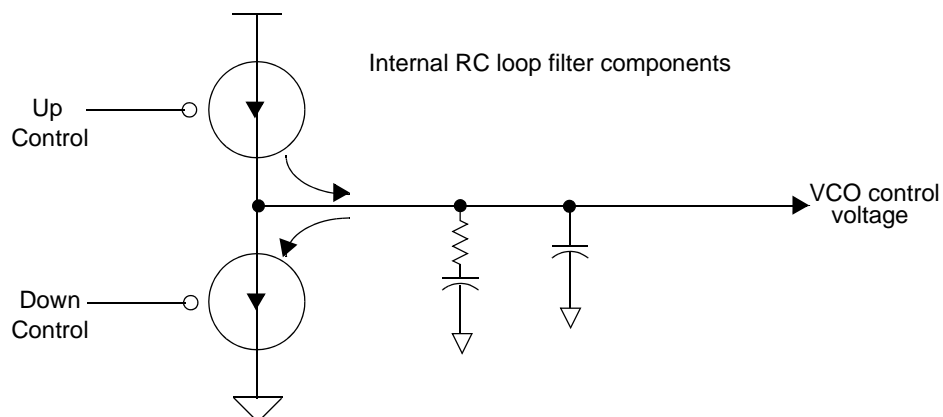 Internal RC loop filter components
Up
Control
VCO control
voltage
Down
Control